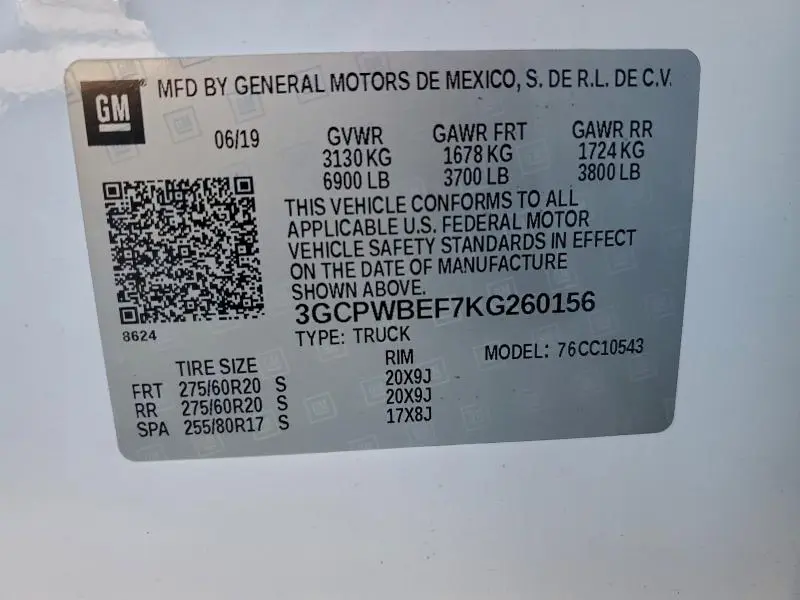 GM
MFD BY GENERAL MOTORS DE MEXICO, S. DE R.L. DE C.V.
06/19 GVWR GAWR FRT GAWR RR
3130 KG 1678 KG 1724 KG
6900 LB 3700 LB 3800 LB
THIS VEHICLE CONFORMS TO ALL
APPLICABLE U.S. FEDERAL MOTOR
VEHICLE SAFETY STANDARDS IN EFFECT
ON THE DATE OF MANUFACTURE
SHOWN ABOVE.
3GCPWBEF7KG260156
8624
TYPE: TRUCK MODEL: 76CC10543
TIRE SIZE RIM
FRT 275/60R20 S 20X9J
RR 275/60R20 S 20X9J
SPA 255/80R17 S 17X8J